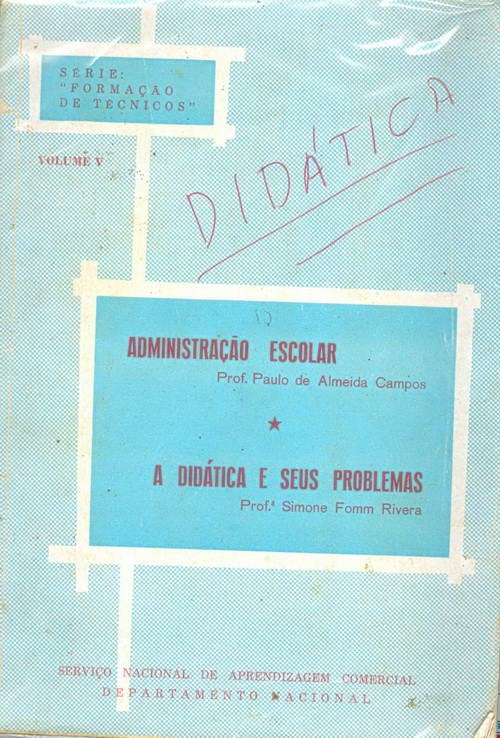 SÉRIE:
"FORMAÇÃO
DE TÉCNICOS"
VOLUME V
DIDÁTICA
ADMINISTRAÇÃO ESCOLAR
Prof. Paulo de Almeida Campos
★
A DIDÁTICA E SEUS PROBLEMAS
Prof.ª Simone Fomm Rivera
SERVIÇO NACIONAL DE APRENDIZAGEM COMERCIAL
DEPARTAMENTO NACIONAL